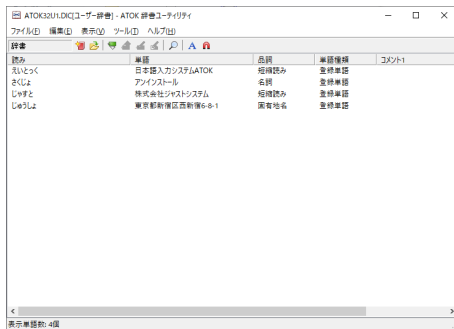 ATOK32U1.DIC[ユーザー辞書] - ATOK 辞書ユーティリティ
ファイル(F) 編集(E) 表示(V) ツール(T) ヘルプ(H)
辞書
読み 単語 品詞 単語種類 コメント1
えいとっく 日本語入力システムATOK 短縮読み 登録単語
さくじょ アンインストール 名詞 登録単語
じゃすと 株式会社ジャストシステム 短縮読み 登録単語
じゅうしょ 東京都新宿区西新宿6-8-1 固有地名 登録単語
表示単語数: 4個